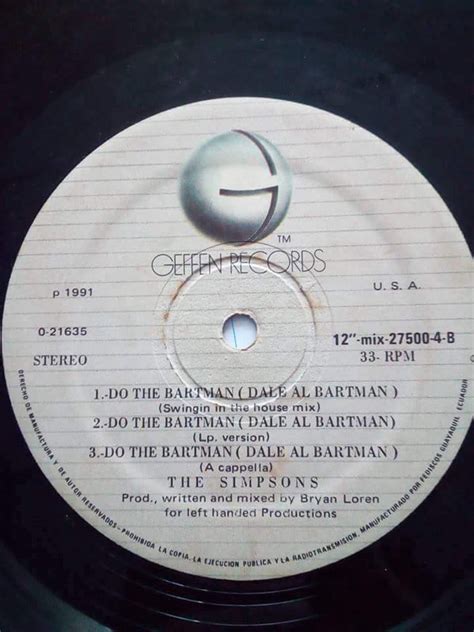 G
TM
GEFFEN RECORDS
p 1991
U. S. A.
0-21635
12"-mix-27500-4-B
STEREO
33- RPM
1.-DO THE BARTMAN ( DALE AL BARTMAN )
(Swingin in the house mix)
2.-DO THE BARTMAN ( DALE AL BARTMAN )
(Lp. version)
3.-DO THE BARTMAN ( DALE AL BARTMAN )
(A cappella)
THE SIMPSONS
Prod., written and mixed by Bryan Loren
for left handed Productions
DERECHO DE MANUFACTURA Y DE AUTOR RESERVADOS-PROHIBIDA LA COPIA, LA EJECUCION PUBLICA Y LA RADIOTRANSMISION. MANUFACTURADO POR FEDISCOS GUAYAQUIL ECUADOR